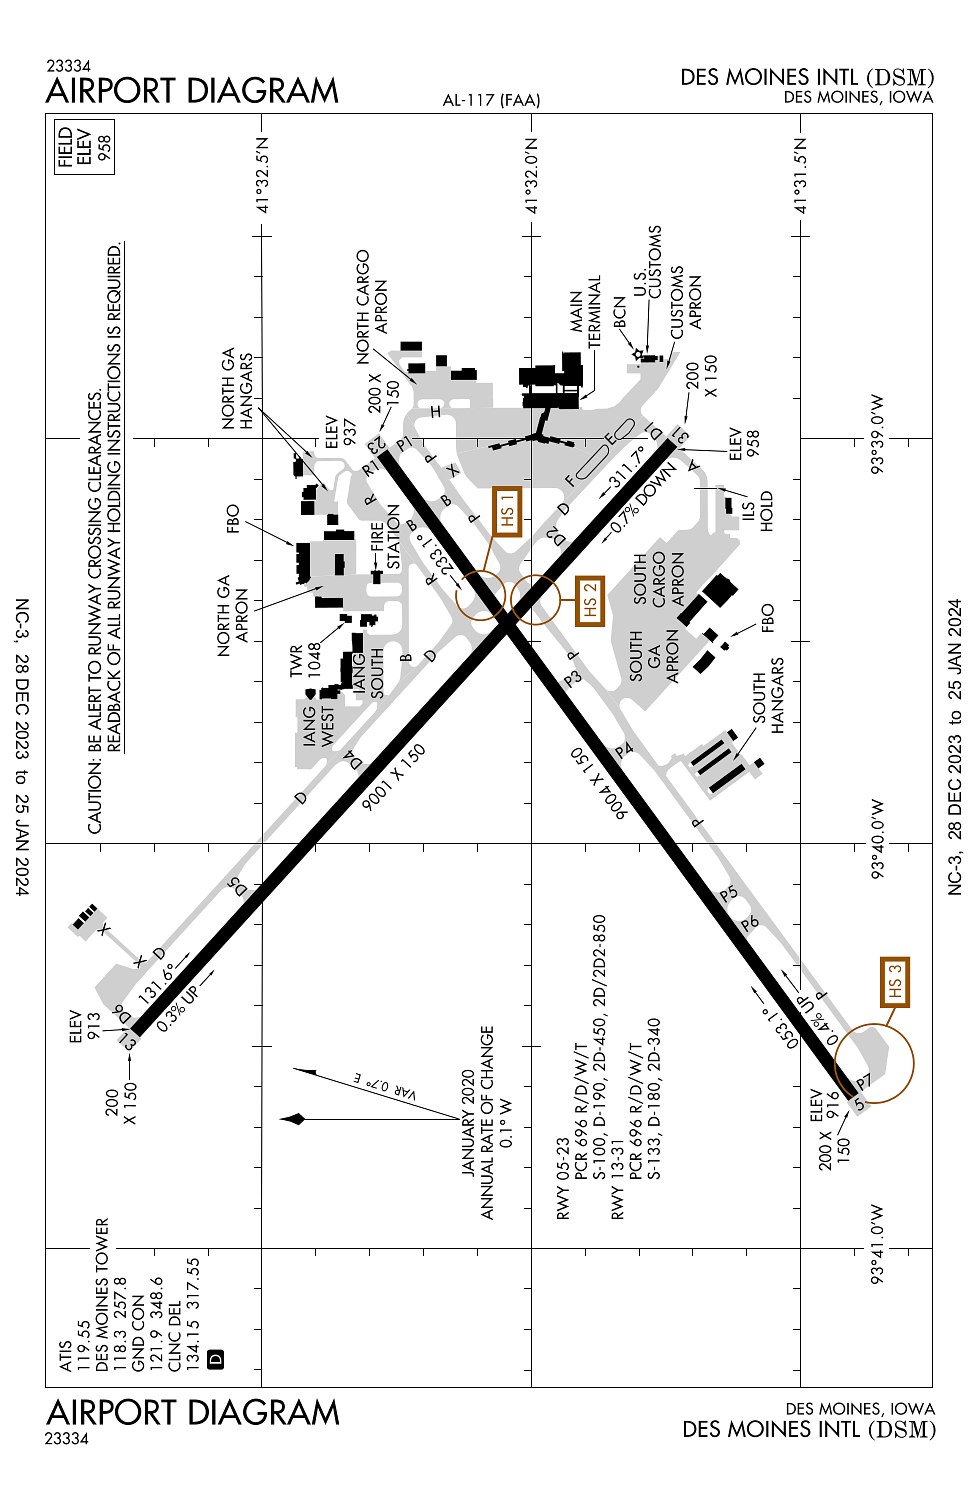 23334
AIRPORT DIAGRAM
AL-117 (FAA)
DES MOINES INTL (DSM)
DES MOINES, IOWA
FIELD
ELEV
958
CAUTION: BE ALERT TO RUNWAY CROSSING CLEARANCES.
READBACK OF ALL RUNWAY HOLDING INSTRUCTIONS IS REQUIRED.
41°32.5'N
41°32.0'N
41°31.5'N
93°39.0'W
93°40.0'W
93°41.0'W
NORTH CARGO
APRON
NORTH GA
HANGARS
200 X
150
ELEV
937
23
R1
P1
H
P
X
R
B
P
B
R
233.1°
HS 1
HS 2
FBO
FIRE
STATION
NORTH GA
APRON
TWR
1048
IANG
SOUTH
IANG
WEST
B
D
MAIN
TERMINAL
BCN
U.S.
CUSTOMS
CUSTOMS
APRON
200
X 150
E
F
D1
31
ELEV
958
311.7°
0.7% DOWN
A
D
D2
ILS
HOLD
SOUTH
CARGO
APRON
SOUTH
GA
APRON
FBO
SOUTH
HANGARS
P
P3
P4
9004 X 150
P
P5
P6
D4
9001 X 150
D
D5
X
X
D
131.6°
0.3% UP
D6
13
ELEV
913
200
X 150
HS 3
P
0.4% UP
053.1°
P7
5
ELEV
916
200 X
150
VAR 0.7° E
JANUARY 2020
ANNUAL RATE OF CHANGE
0.1° W
RWY 05-23
PCR 696 R/D/W/T
S-100, D-190, 2D-450, 2D/2D2-850
RWY 13-31
PCR 696 R/D/W/T
S-133, D-180, 2D-340
ATIS
119.55
DES MOINES TOWER
118.3 257.8
GND CON
121.9 348.6
CLNC DEL
134.15 317.55
D
NC-3, 28 DEC 2023 to 25 JAN 2024
NC-3, 28 DEC 2023 to 25 JAN 2024
AIRPORT DIAGRAM
23334
DES MOINES, IOWA
DES MOINES INTL (DSM)